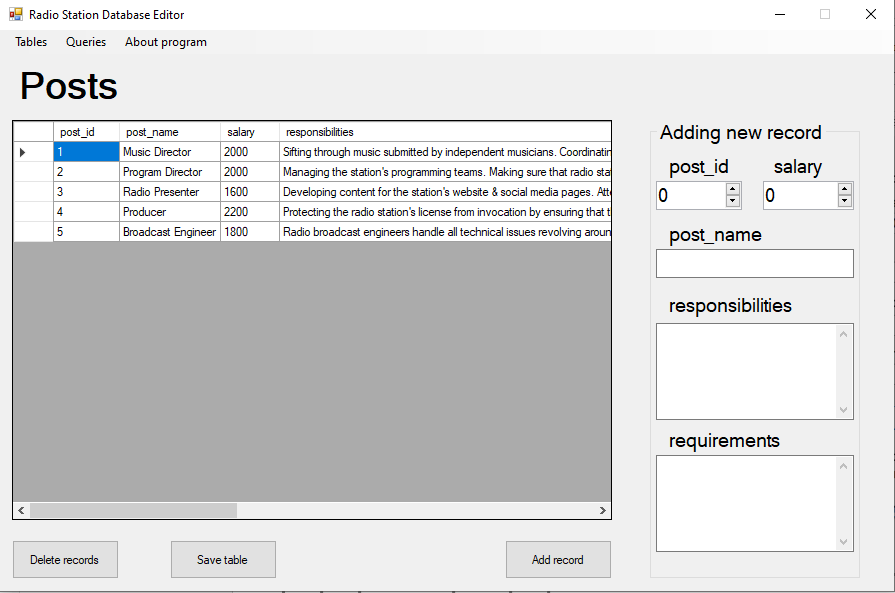 Radio Station Database Editor
Tables Queries About program
Posts
post_id post_name salary responsibilities
1 Music Director 2000 Sifting through music submitted by independent musicians. Coordinatin
2 Program Director 2000 Managing the station's programming teams. Making sure that radio sta
3 Radio Presenter 1600 Developing content for the station's website & social media pages. Atte
4 Producer 2200 Protecting the radio station's license from invocation by ensuring that t
5 Broadcast Engineer 1800 Radio broadcast engineers handle all technical issues revolving aroun
Delete records Save table Add record
Adding new record
post_id salary
0 0
post_name
responsibilities
requirements